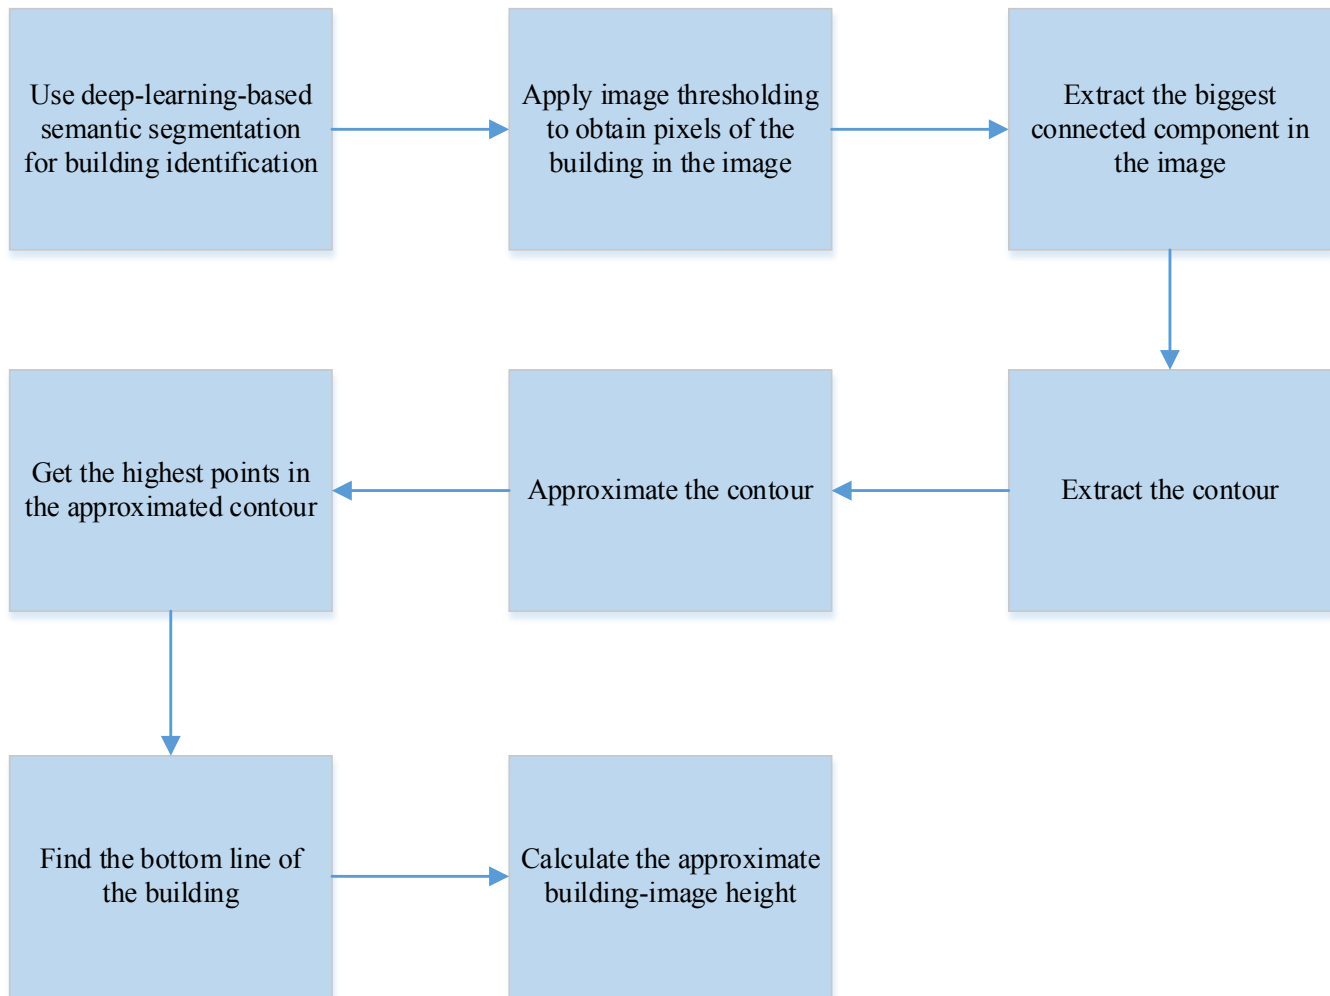 Use deep-learning-based
semantic segmentation
for building identification
Apply image thresholding
to obtain pixels of the
building in the image
Extract the biggest
connected component in
the image
Extract the contour
Approximate the contour
Get the highest points in
the approximated contour
Find the bottom line of
the building
Calculate the approximate
building-image height